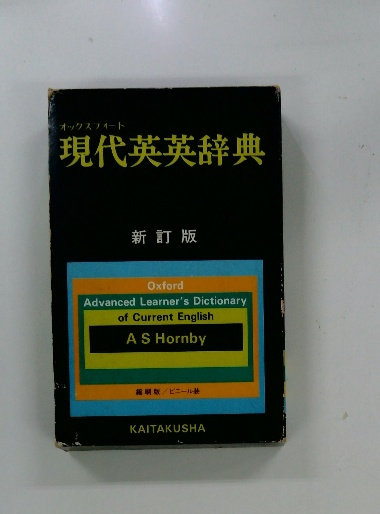 オックスフォード
現代英英辞典
新訂版
Oxford
Advanced Learner's Dictionary
of Current English
A S Hornby
縮刷版／ビニール装
KAITAKUSHA